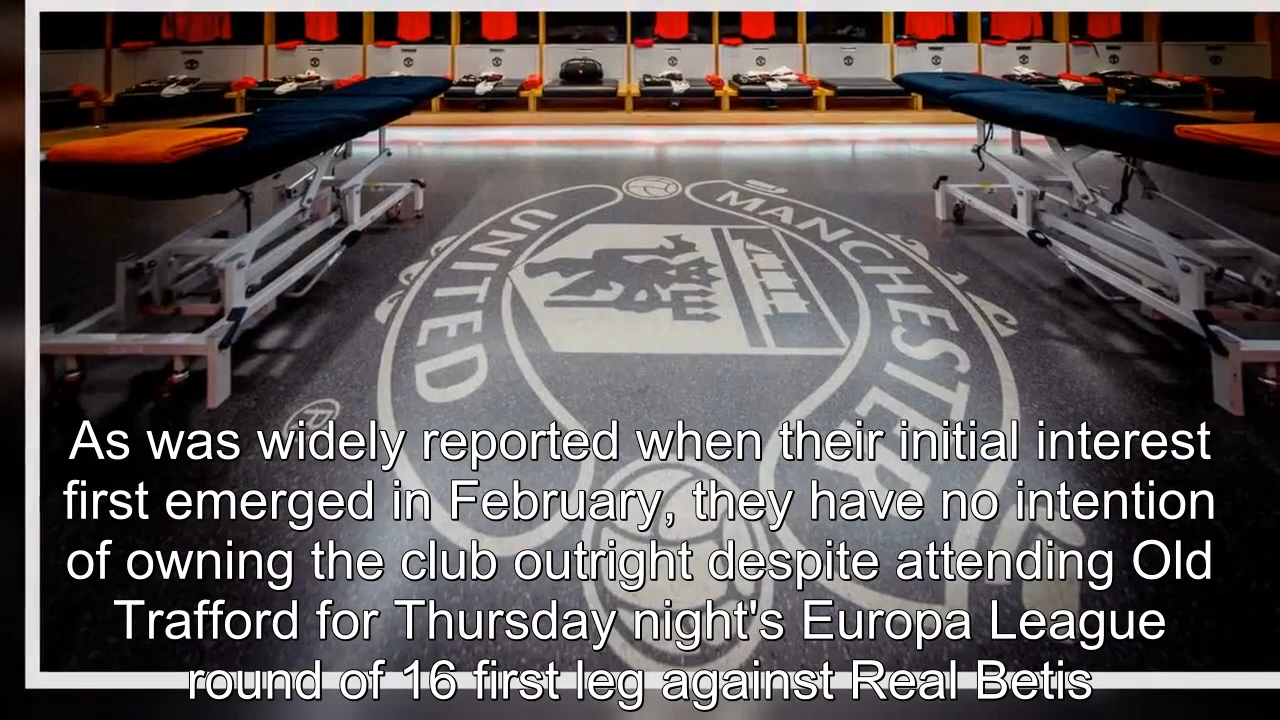 MANCHESTER
UNITED
R
As was widely reported when their initial interest
first emerged in February, they have no intention
of owning the club outright despite attending Old
Trafford for Thursday night's Europa League
round of 16 first leg against Real Betis